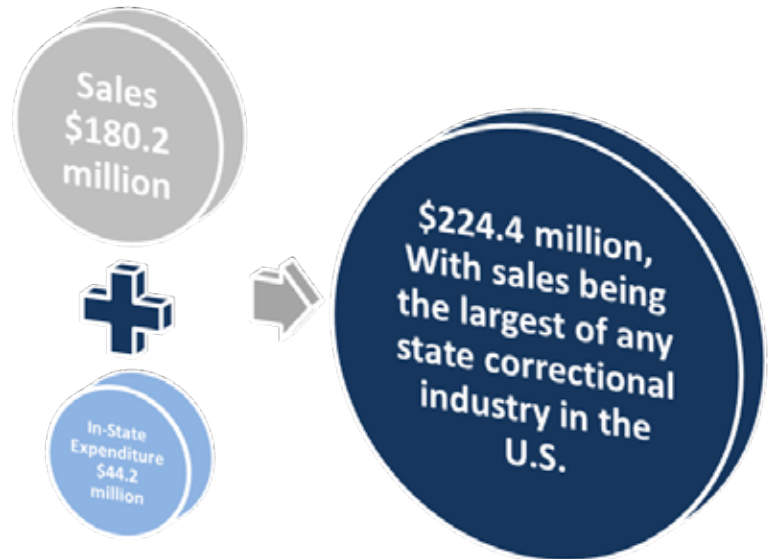 Sales
$180.2
million
In-State
Expenditure
$44.2
million
$224.4 million,
With sales being
the largest of any
state correctional
industry in the
U.S.